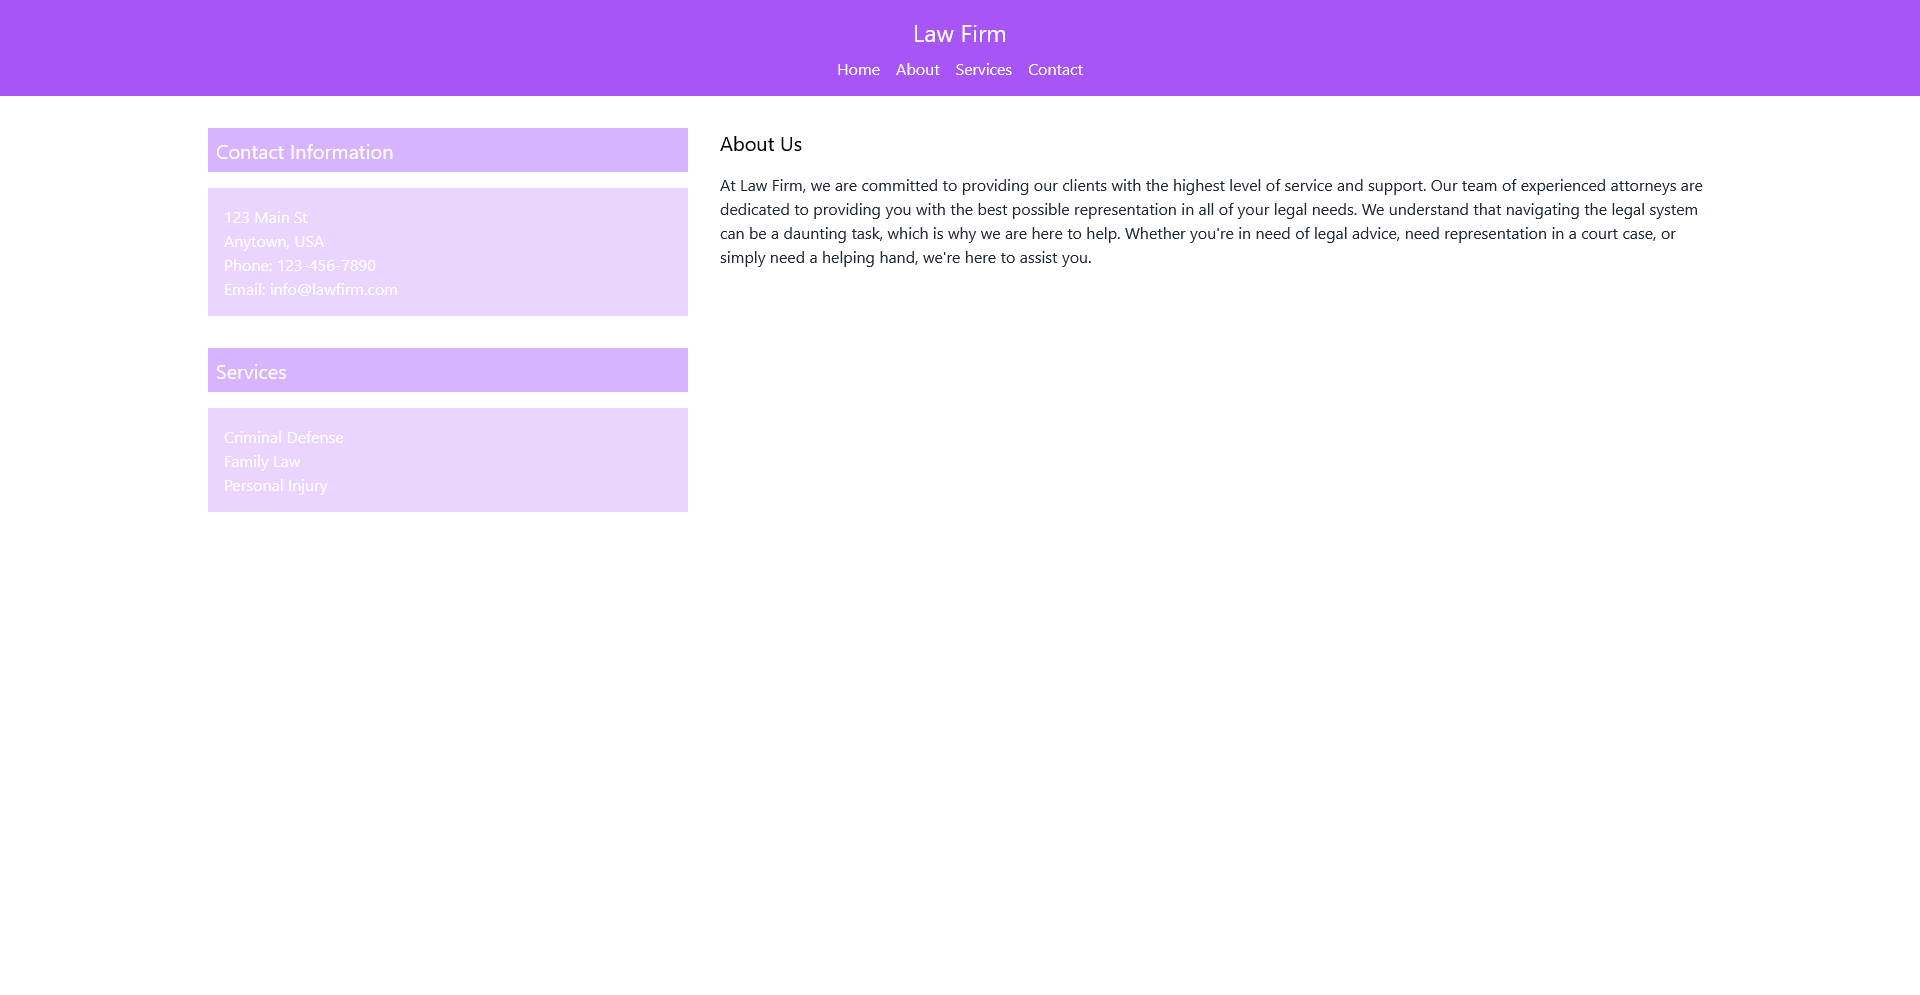 Law Firm
Home About Services Contact
Contact Information
123 Main St
Anytown, USA
Phone: 123-456-7890
Email: info@lawfirm.com
Services
Criminal Defense
Family Law
Personal Injury
About Us
At Law Firm, we are committed to providing our clients with the highest level of service and support. Our team of experienced attorneys are
dedicated to providing you with the best possible representation in all of your legal needs. We understand that navigating the legal system
can be a daunting task, which is why we are here to help. Whether you're in need of legal advice, need representation in a court case, or
simply need a helping hand, we're here to assist you.